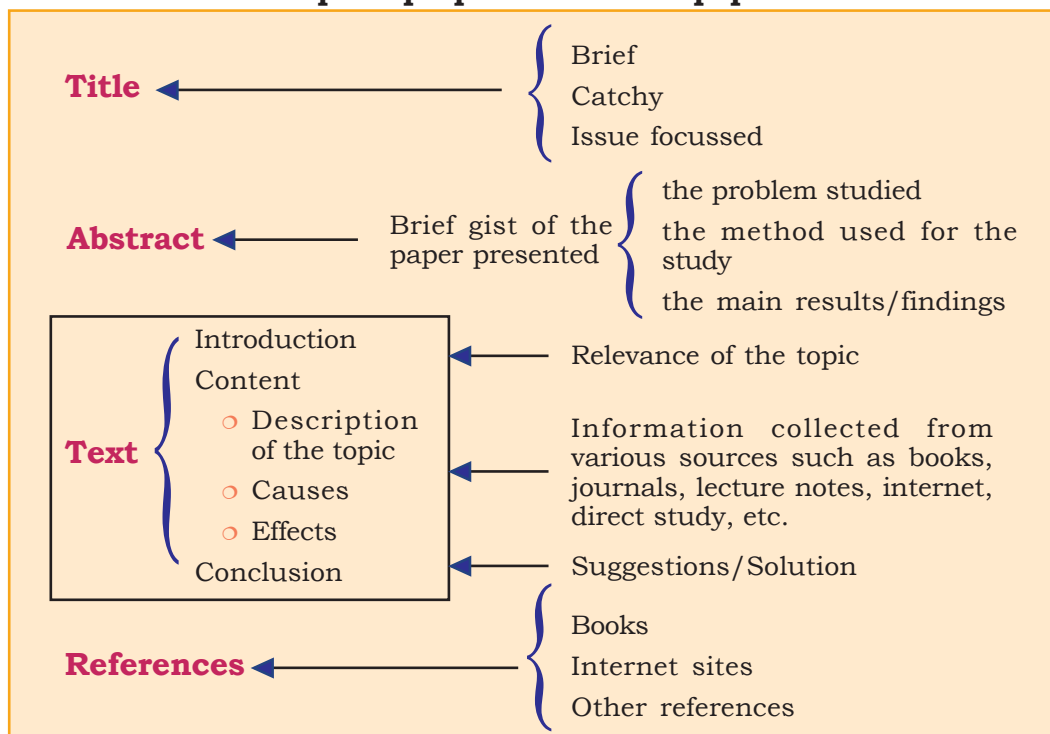 Title
Brief
Catchy
Issue focussed
Abstract
Brief gist of the
paper presented
the problem studied
the method used for the
study
the main results/findings
Text
Introduction
Content
❍ Description
of the topic
❍ Causes
❍ Effects
Conclusion
Relevance of the topic
Information collected from
various sources such as books,
journals, lecture notes, internet,
direct study, etc.
Suggestions/Solution
References
Books
Internet sites
Other references